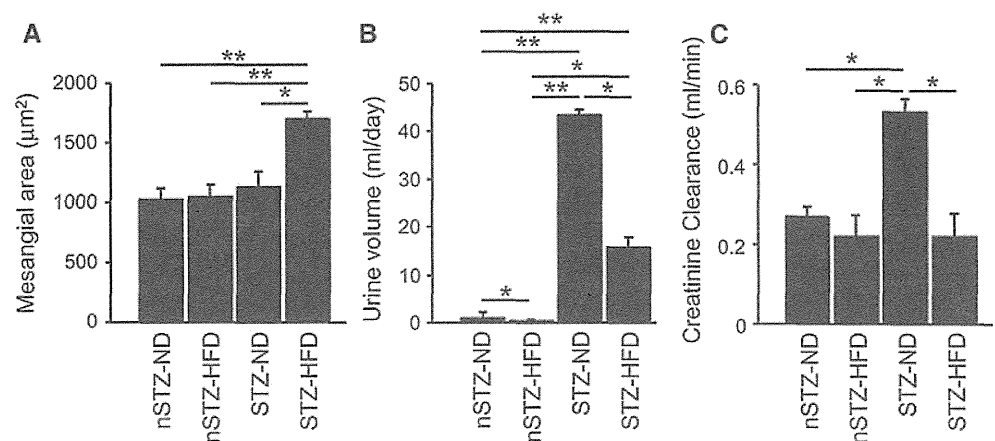 A
Mesangial area (µm²)
2000
1500
1000
500
0
**
**
*
nSTZ-ND
nSTZ-HFD
STZ-ND
STZ-HFD
B
Urine volume (ml/day)
50
40
30
20
10
0
**
**
*
**
*
*
nSTZ-ND
nSTZ-HFD
STZ-ND
STZ-HFD
C
Creatinine Clearance (ml/min)
0.6
0.4
0.2
0
*
*
*
nSTZ-ND
nSTZ-HFD
STZ-ND
STZ-HFD